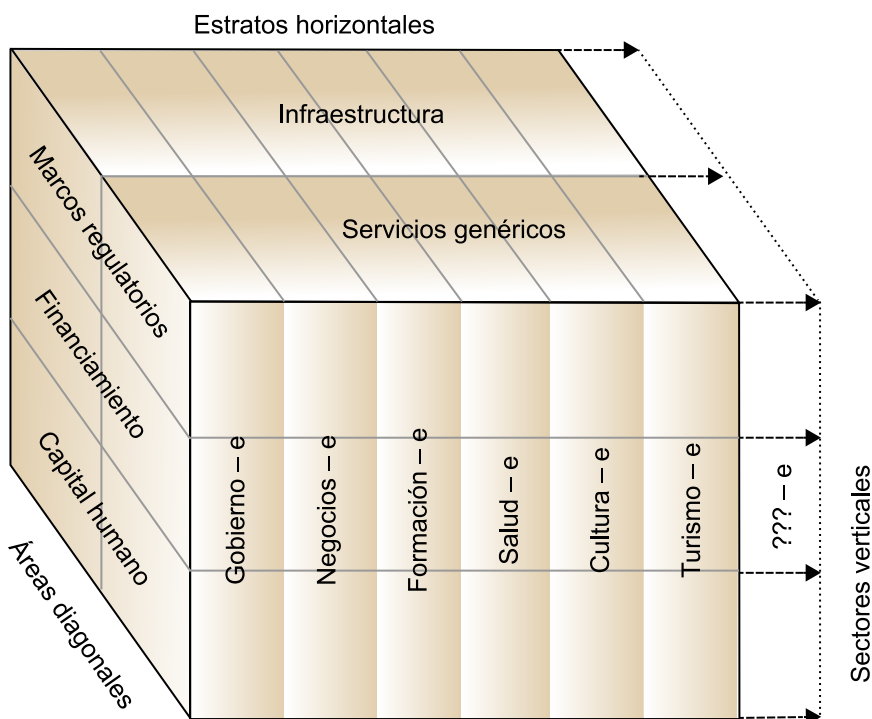 Estratos horizontales
Infraestructura
Servicios genéricos
Marcos regulatorios
Financiamiento
Capital humano
Áreas diagonales
Gobierno – e
Negocios – e
Formación – e
Salud – e
Cultura – e
Turismo – e
??? – e
Sectores verticales